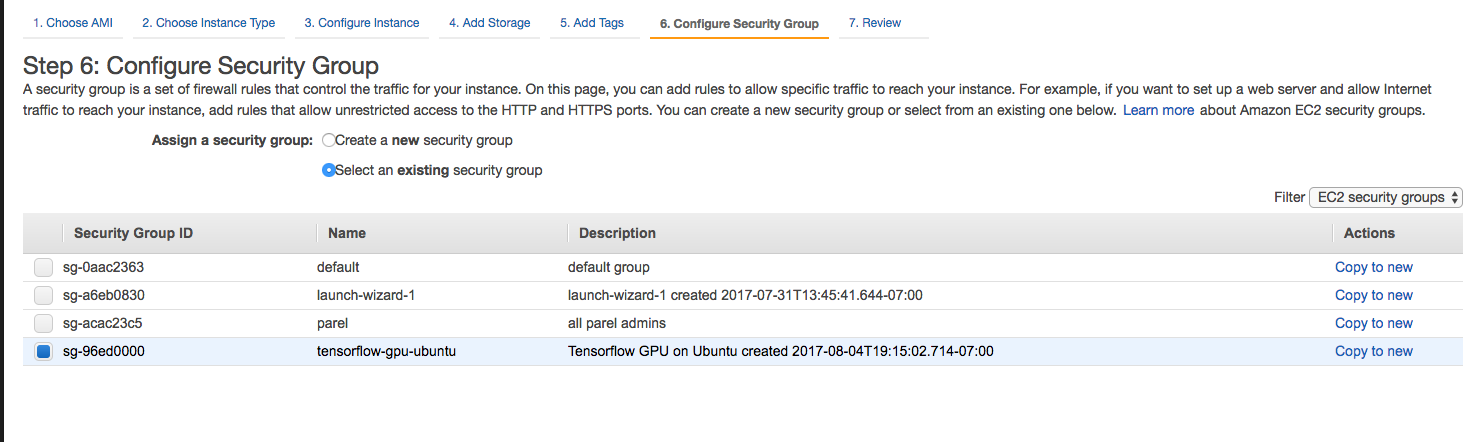 1. Choose AMI 2. Choose Instance Type 3. Configure Instance 4. Add Storage 5. Add Tags 6. Configure Security Group 7. Review
Step 6: Configure Security Group
A security group is a set of firewall rules that control the traffic for your instance. On this page, you can add rules to allow specific traffic to reach your instance. For example, if you want to set up a web server and allow Internet
traffic to reach your instance, add rules that allow unrestricted access to the HTTP and HTTPS ports. You can create a new security group or select from an existing one below. Learn more about Amazon EC2 security groups.
Assign a security group: Create a new security group
Select an existing security group
Filter EC2 security groups
Security Group ID Name Description Actions
sg-0aac2363 default default group Copy to new
sg-a6eb0830 launch-wizard-1 launch-wizard-1 created 2017-07-31T13:45:41.644-07:00 Copy to new
sg-acac23c5 parel all parel admins Copy to new
sg-96ed0000 tensorflow-gpu-ubuntu Tensorflow GPU on Ubuntu created 2017-08-04T19:15:02.714-07:00 Copy to new